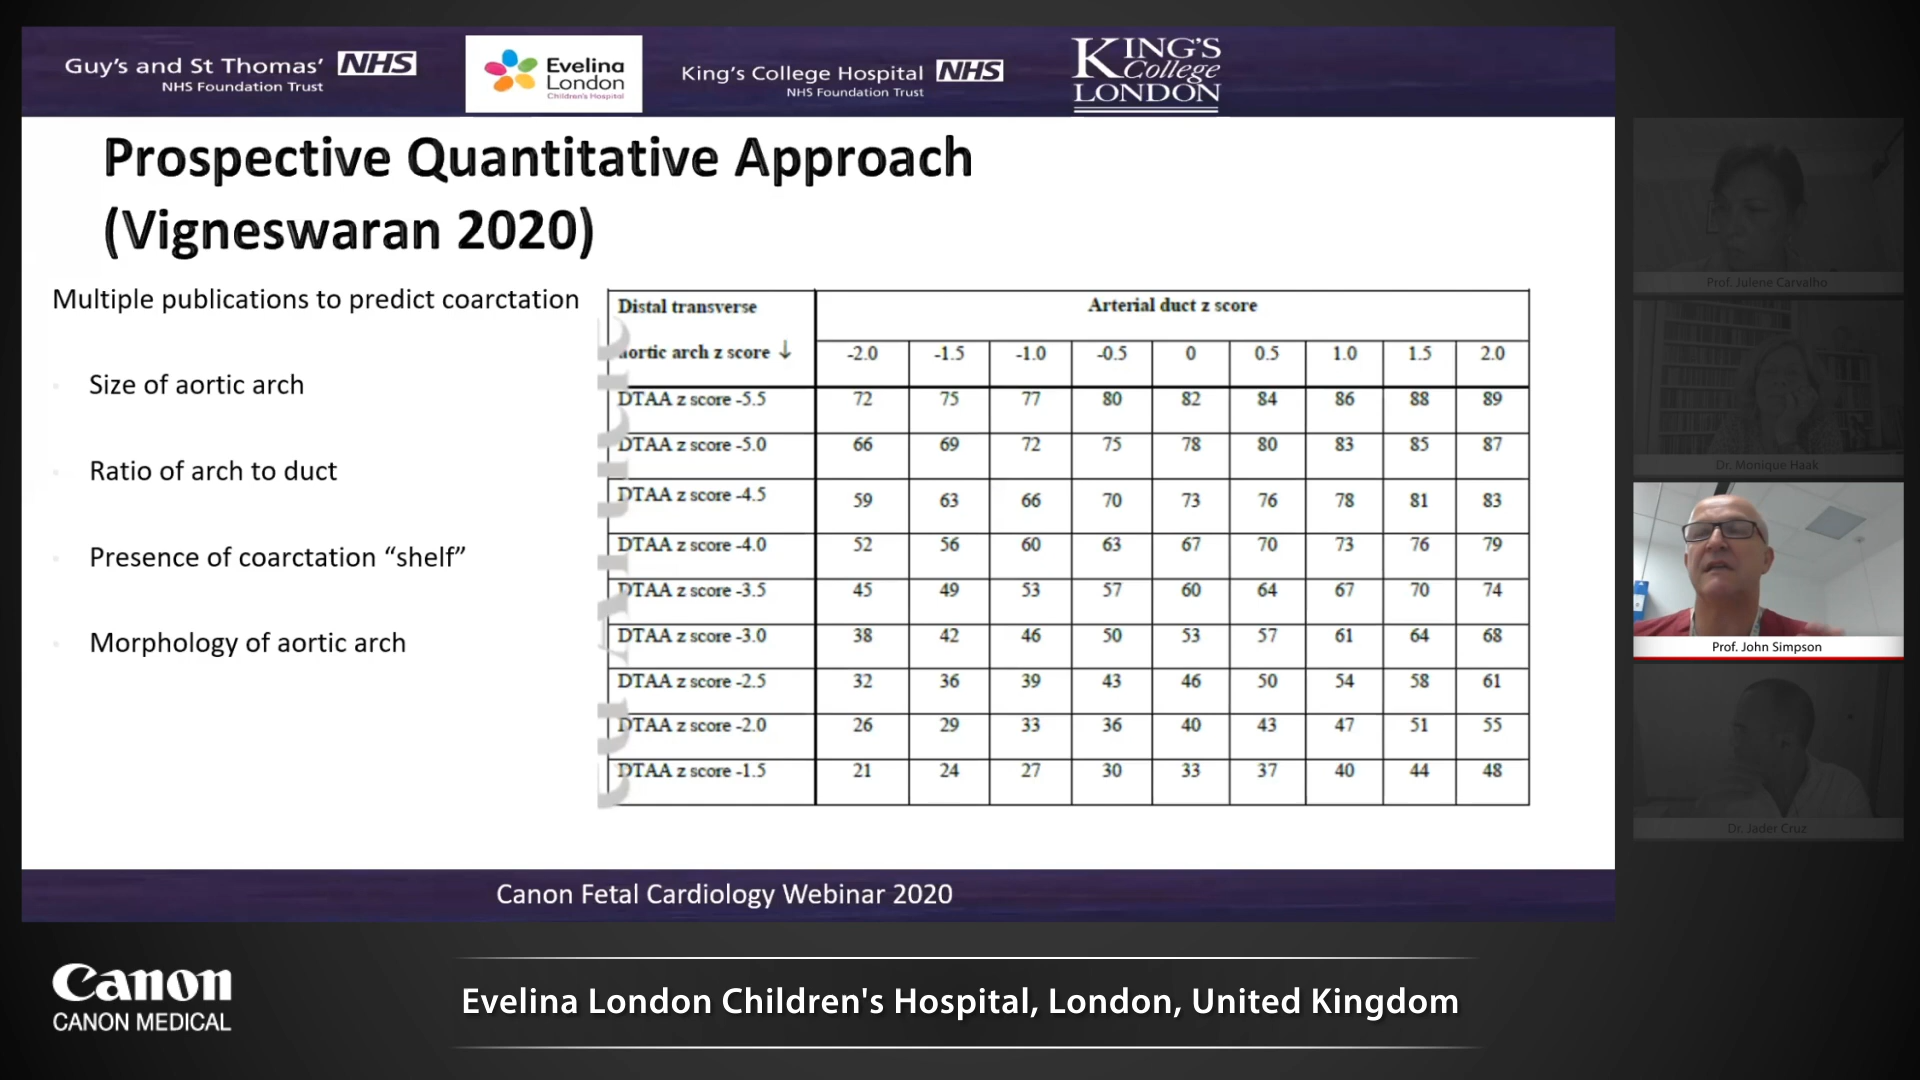 Guy's and St Thomas' NHS
NHS Foundation Trust
Evelina
London
Children's Hospital
King's College Hospital NHS
NHS Foundation Trust
KING'S
College
LONDON
Prospective Quantitative Approach
(Vigneswaran 2020)
Multiple publications to predict coarctation
Size of aortic arch
Ratio of arch to duct
Presence of coarctation “shelf”
Morphology of aortic arch
Distal transverse Arterial duct z score
aortic arch z score ↓ -2.0 -1.5 -1.0 -0.5 0 0.5 1.0 1.5 2.0
DTAA z score -5.5 72 75 77 80 82 84 86 88 89
DTAA z score -5.0 66 69 72 75 78 80 83 85 87
DTAA z score -4.5 59 63 66 70 73 76 78 81 83
DTAA z score -4.0 52 56 60 63 67 70 73 76 79
DTAA z score -3.5 45 49 53 57 60 64 67 70 74
DTAA z score -3.0 38 42 46 50 53 57 61 64 68
DTAA z score -2.5 32 36 39 43 46 50 54 58 61
DTAA z score -2.0 26 29 33 36 40 43 47 51 55
DTAA z score -1.5 21 24 27 30 33 37 40 44 48
Canon Fetal Cardiology Webinar 2020
Prof. Julene Carvalho
Dr. Monique Haak
Prof. John Simpson
Dr. Jader Cruz
Canon
CANON MEDICAL
Evelina London Children's Hospital, London, United Kingdom